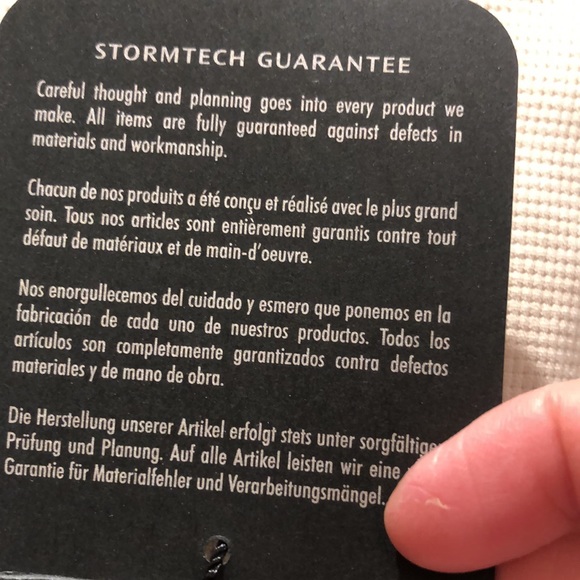 STORMTECH GUARANTEE
Careful thought and planning goes into every product we
make. All items are fully guaranteed against defects in
materials and workmanship.
Chacun de nos produits a été conçu et réalisé avec le plus grand
soin. Tous nos articles sont entièrement garantis contre tout
défaut de matériaux et de main-d'oeuvre.
Nos enorgullecemos del cuidado y esmero que ponemos en la
fabricación de cada uno de nuestros productos. Todos los
artículos son completamente garantizados contra defectos
materiales y de mano de obra.
Die Herstellung unserer Artikel erfolgt stets unter sorgfältige
Prüfung und Planung. Auf alle Artikel leisten wir eine
Garantie für Materialfehler und Verarbeitungsmängel.